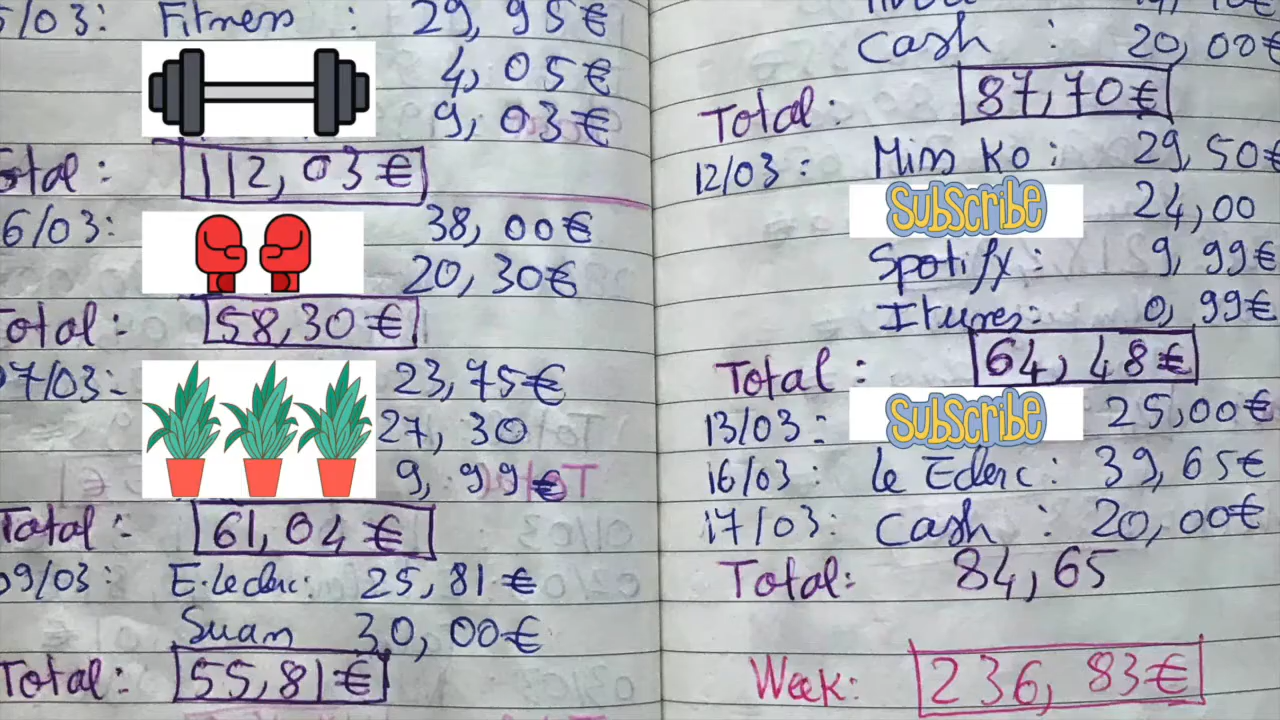 5/03: Fitness 29,95€
4,05€
9,03€
otal: 112,03€
6/03: 38,00€
20,30€
Total: 58,30€
07/03: 23,75€
27,30
9,99€
Total: 61,04€
09/03: E.Leclerc: 25,81€
30,00€
Total: 55,81€
Cash : 20,00€
Total: 87,70€
12/03: Miss Ko: 29,50€
Subscribe 24,00
Spotify: 9,99€
Itunes: 0,99€
Total: 64,48€
13/03: Subscribe 25,00€
16/03: le Eclerc: 39,65€
17/03: Cash : 20,00€
Total: 84,65
Week: 236,83€